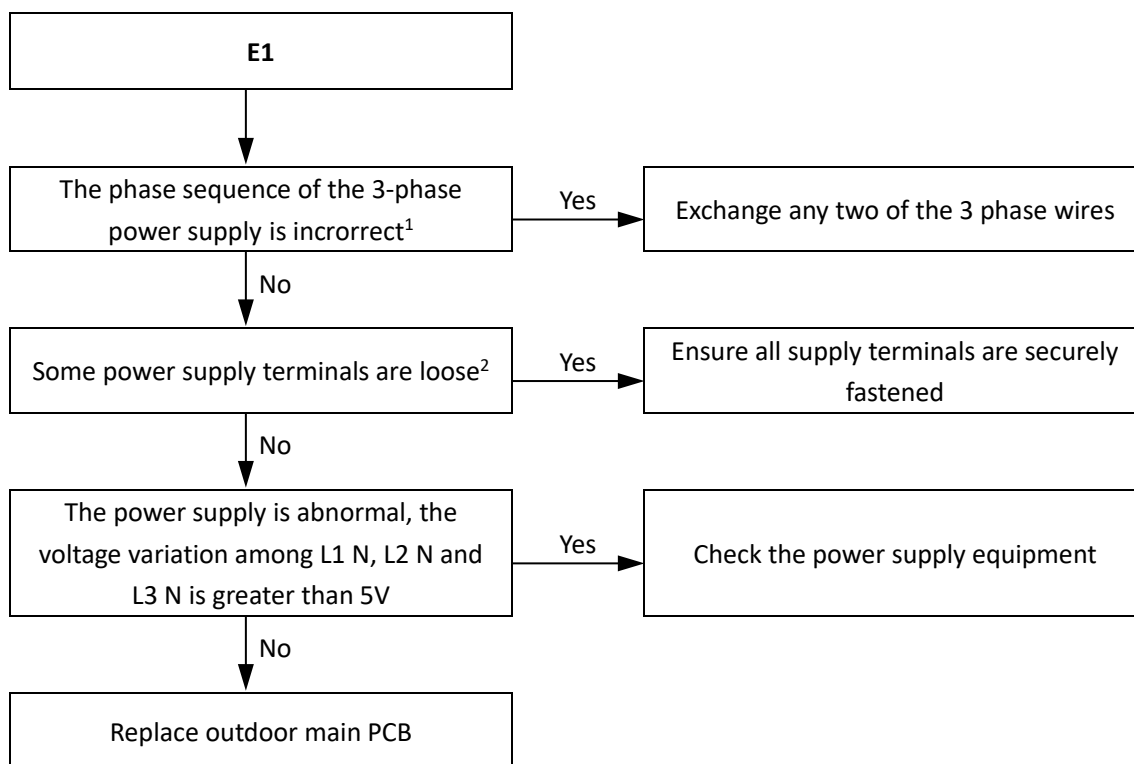 E1
The phase sequence of the 3-phase
power supply is incrorrect¹
Yes
Exchange any two of the 3 phase wires
No
Some power supply terminals are loose²
Yes
Ensure all supply terminals are securely
fastened
No
The power supply is abnormal, the
voltage variation among L1 N, L2 N and
L3 N is greater than 5V
Yes
Check the power supply equipment
No
Replace outdoor main PCB